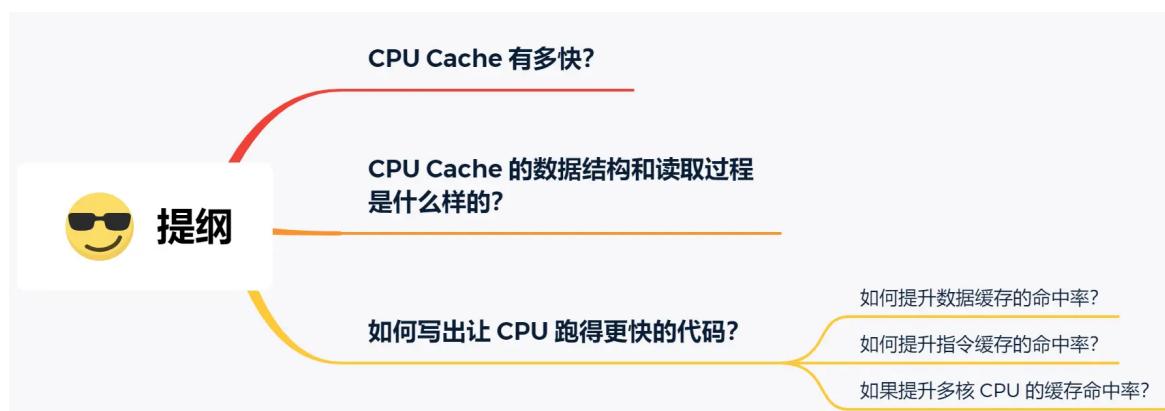 CPU Cache 有多快？
CPU Cache 的数据结构和读取过程
是什么样的？
提纲
如何写出让 CPU 跑得更快的代码？
如何提升数据缓存的命中率？
如何提升指令缓存的命中率？
如果提升多核 CPU 的缓存命中率？